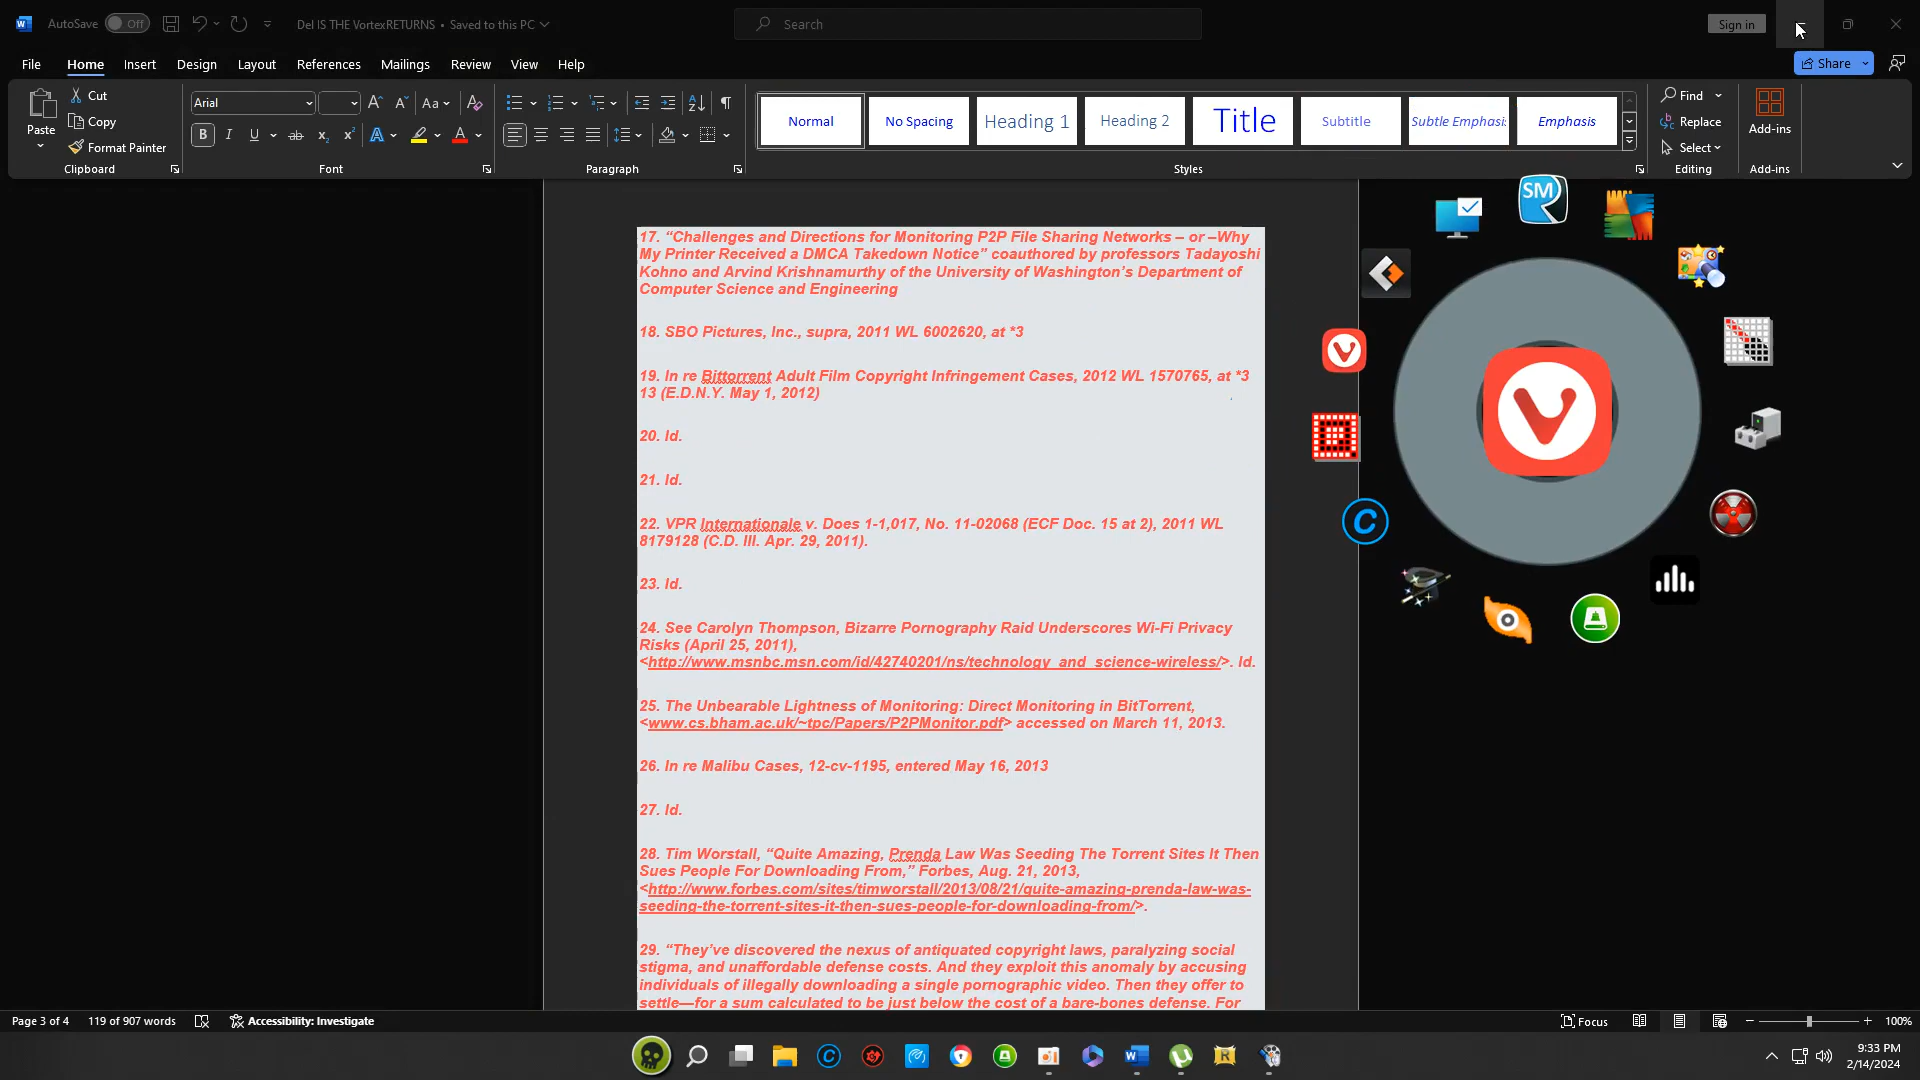 AutoSave Off Del IS THE VortexRETURNS • Saved to this PC Search Sign in
File Home Insert Design Layout References Mailings Review View Help Share
Paste Cut Copy Format Painter Clipboard
Arial Aa B I U ab x₂ x² A A Font
Paragraph
Normal No Spacing Heading 1 Heading 2 Title Subtitle Subtle Emphasis Emphasis Styles
Find Replace Select Editing
Add-ins Add-ins
SM
17. “Challenges and Directions for Monitoring P2P File Sharing Networks – or –Why
My Printer Received a DMCA Takedown Notice” coauthored by professors Tadayoshi
Kohno and Arvind Krishnamurthy of the University of Washington’s Department of
Computer Science and Engineering
18. SBO Pictures, Inc., supra, 2011 WL 6002620, at *3
19. In re Bittorrent Adult Film Copyright Infringement Cases, 2012 WL 1570765, at *3
13 (E.D.N.Y. May 1, 2012)
20. Id.
21. Id.
22. VPR Internationale v. Does 1-1,017, No. 11-02068 (ECF Doc. 15 at 2), 2011 WL
8179128 (C.D. Ill. Apr. 29, 2011).
23. Id.
24. See Carolyn Thompson, Bizarre Pornography Raid Underscores Wi-Fi Privacy
Risks (April 25, 2011),
<http://www.msnbc.msn.com/id/42740201/ns/technology_and_science-wireless/>. Id.
25. The Unbearable Lightness of Monitoring: Direct Monitoring in BitTorrent,
<www.cs.bham.ac.uk/~tpc/Papers/P2PMonitor.pdf> accessed on March 11, 2013.
26. In re Malibu Cases, 12-cv-1195, entered May 16, 2013
27. Id.
28. Tim Worstall, “Quite Amazing, Prenda Law Was Seeding The Torrent Sites It Then
Sues People For Downloading From,” Forbes, Aug. 21, 2013,
<http://www.forbes.com/sites/timworstall/2013/08/21/quite-amazing-prenda-law-was-
seeding-the-torrent-sites-it-then-sues-people-for-downloading-from/>.
29. “They’ve discovered the nexus of antiquated copyright laws, paralyzing social
stigma, and unaffordable defense costs. And they exploit this anomaly by accusing
individuals of illegally downloading a single pornographic video. Then they offer to
settle—for a sum calculated to be just below the cost of a bare-bones defense. For
Page 3 of 4 119 of 907 words Accessibility: Investigate Focus 100%
9:33 PM
2/14/2024